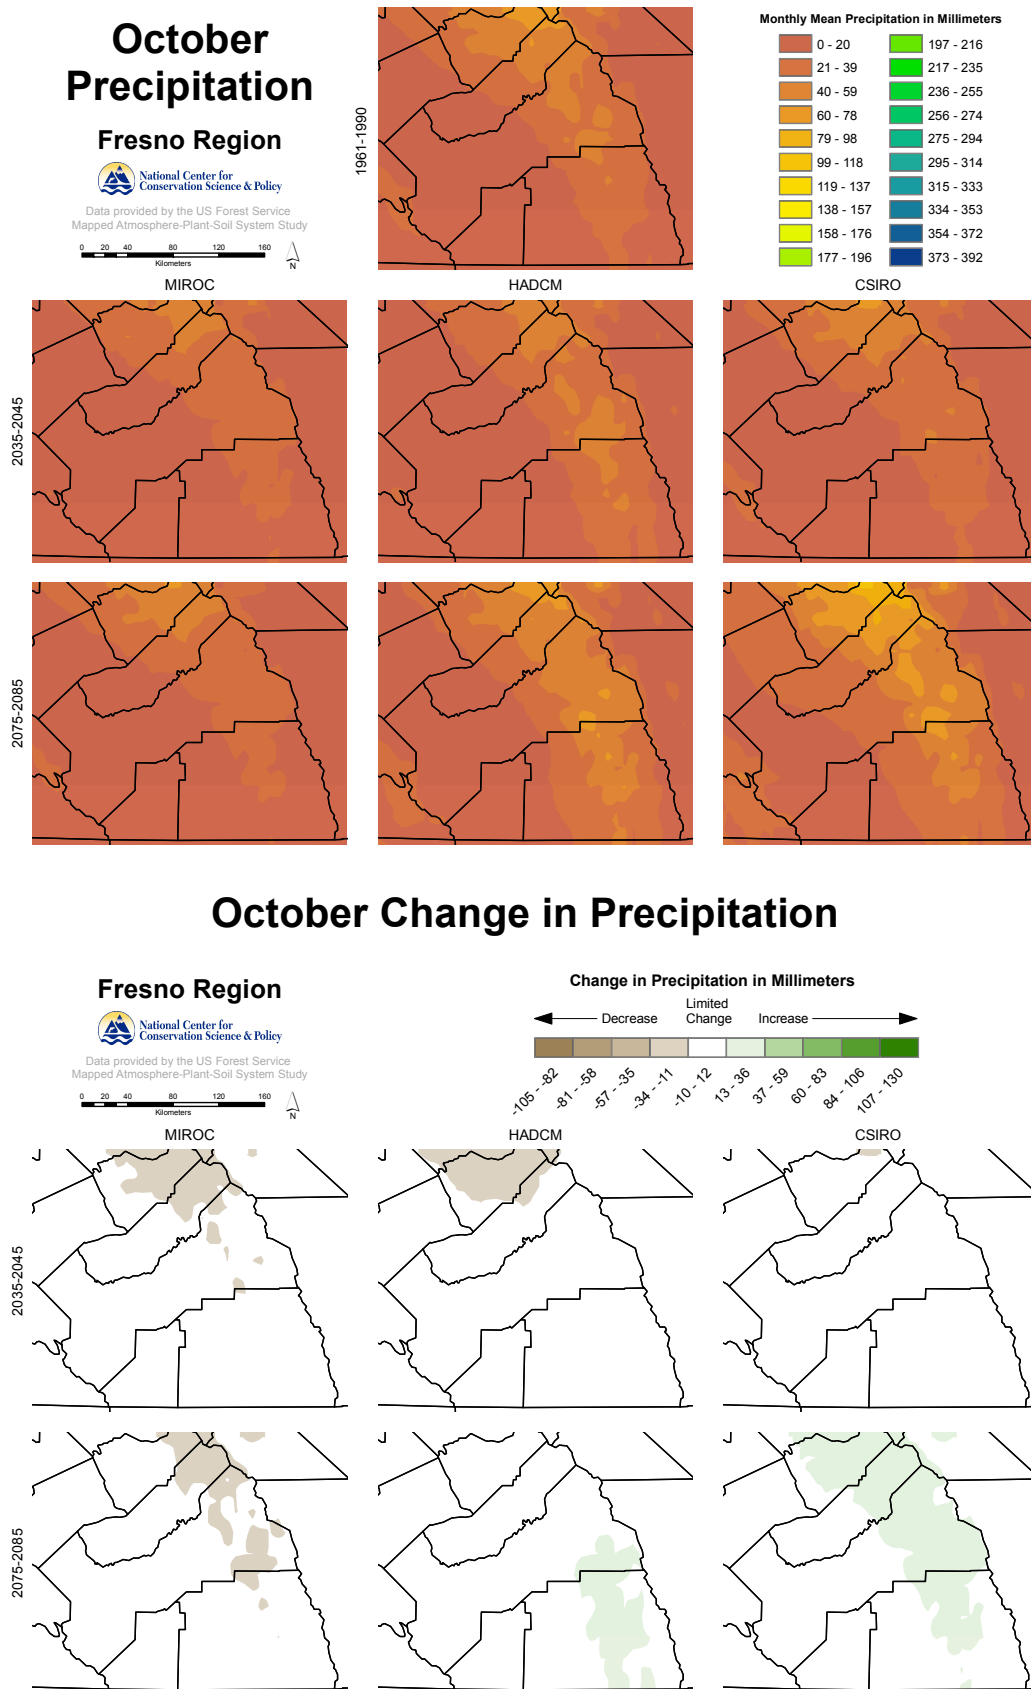 October
Precipitation
Fresno Region
National Center for
Conservation Science & Policy
Data provided by the US Forest Service
Mapped Atmosphere-Plant-Soil System Study
0 20 40 80 120 160
Kilometers
N
1961-1990
Monthly Mean Precipitation in Millimeters
0 - 20
21 - 39
40 - 59
60 - 78
79 - 98
99 - 118
119 - 137
138 - 157
158 - 176
177 - 196
197 - 216
217 - 235
236 - 255
256 - 274
275 - 294
295 - 314
315 - 333
334 - 353
354 - 372
373 - 392
MIROC HADCM CSIRO
2035-2045
2075-2085
October Change in Precipitation
Fresno Region
National Center for
Conservation Science & Policy
Data provided by the US Forest Service
Mapped Atmosphere-Plant-Soil System Study
0 20 40 80 120 160
Kilometers
N
Change in Precipitation in Millimeters
Decrease Limited Change Increase
-105 - -82
-81 - -58
-57 - -35
-34 - -11
-10 - 12
13 - 36
37 - 59
60 - 83
84 - 106
107 - 130
MIROC HADCM CSIRO
2035-2045
2075-2085